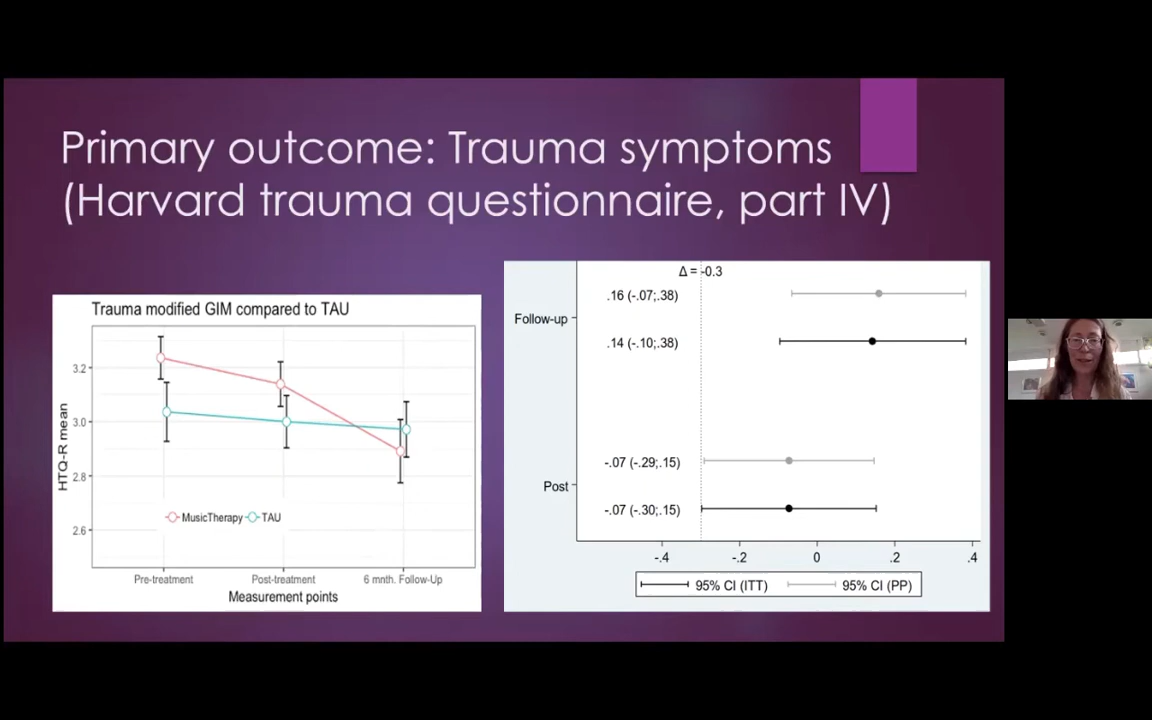 Primary outcome: Trauma symptoms
(Harvard trauma questionnaire, part IV)
Trauma modified GIM compared to TAU
HTQ-R mean
3.2
3.0
2.8
2.6
MusicTherapy TAU
Pre-treatment Post-treatment 6 mnth. Follow-Up
Measurement points
Δ = -0.3
.16 (-.07;.38)
Follow-up
.14 (-.10;.38)
-.07 (-.29;.15)
Post
-.07 (-.30;.15)
-.4 -.2 0 .2 .4
95% CI (ITT) 95% CI (PP)